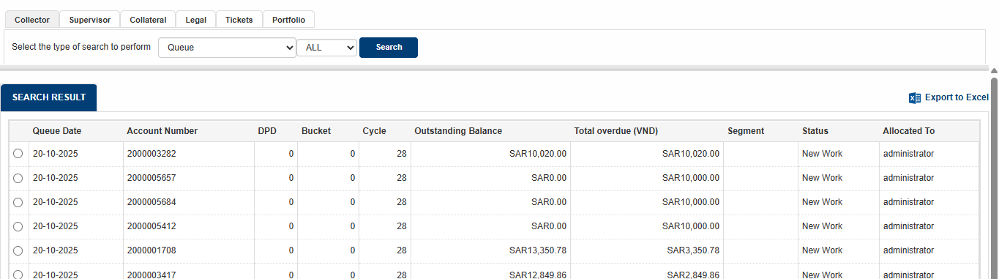 Collector Supervisor Collateral Legal Tickets Portfolio
Select the type of search to perform Queue ALL Search
SEARCH RESULT Export to Excel
Queue Date Account Number DPD Bucket Cycle Outstanding Balance Total overdue (VND) Segment Status Allocated To
20-10-2025 2000003282 0 0 28 SAR10,020.00 SAR10,020.00 New Work administrator
20-10-2025 2000005657 0 0 28 SAR0.00 SAR10,000.00 New Work administrator
20-10-2025 2000005684 0 0 28 SAR0.00 SAR10,000.00 New Work administrator
20-10-2025 2000005412 0 0 28 SAR0.00 SAR10,000.00 New Work administrator
20-10-2025 2000001708 0 0 28 SAR13,350.78 SAR3,350.78 New Work administrator
20-10-2025 2000003417 0 0 28 SAR12,849.86 SAR2,849.86 New Work administrator